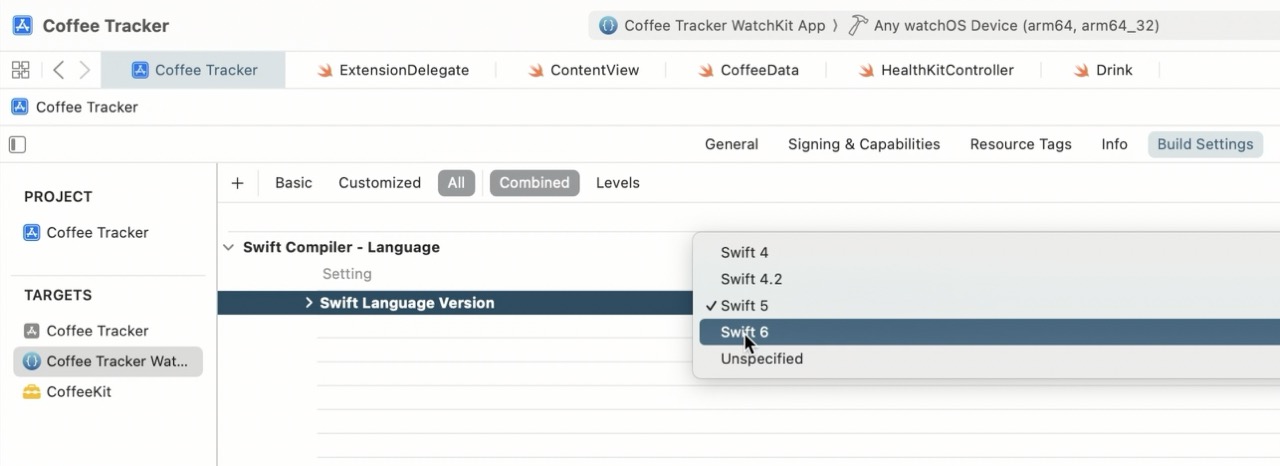 Coffee Tracker
Coffee Tracker WatchKit App ⟩ Any watchOS Device (arm64, arm64_32)
Coffee Tracker ExtensionDelegate ContentView CoffeeData HealthKitController Drink
Coffee Tracker
General Signing & Capabilities Resource Tags Info Build Settings
+ Basic Customized All Combined Levels
PROJECT
Coffee Tracker
TARGETS
Coffee Tracker
Coffee Tracker Wat...
CoffeeKit
Swift Compiler - Language
Setting
Swift Language Version
Swift 4
Swift 4.2
✓ Swift 5
Swift 6
Unspecified